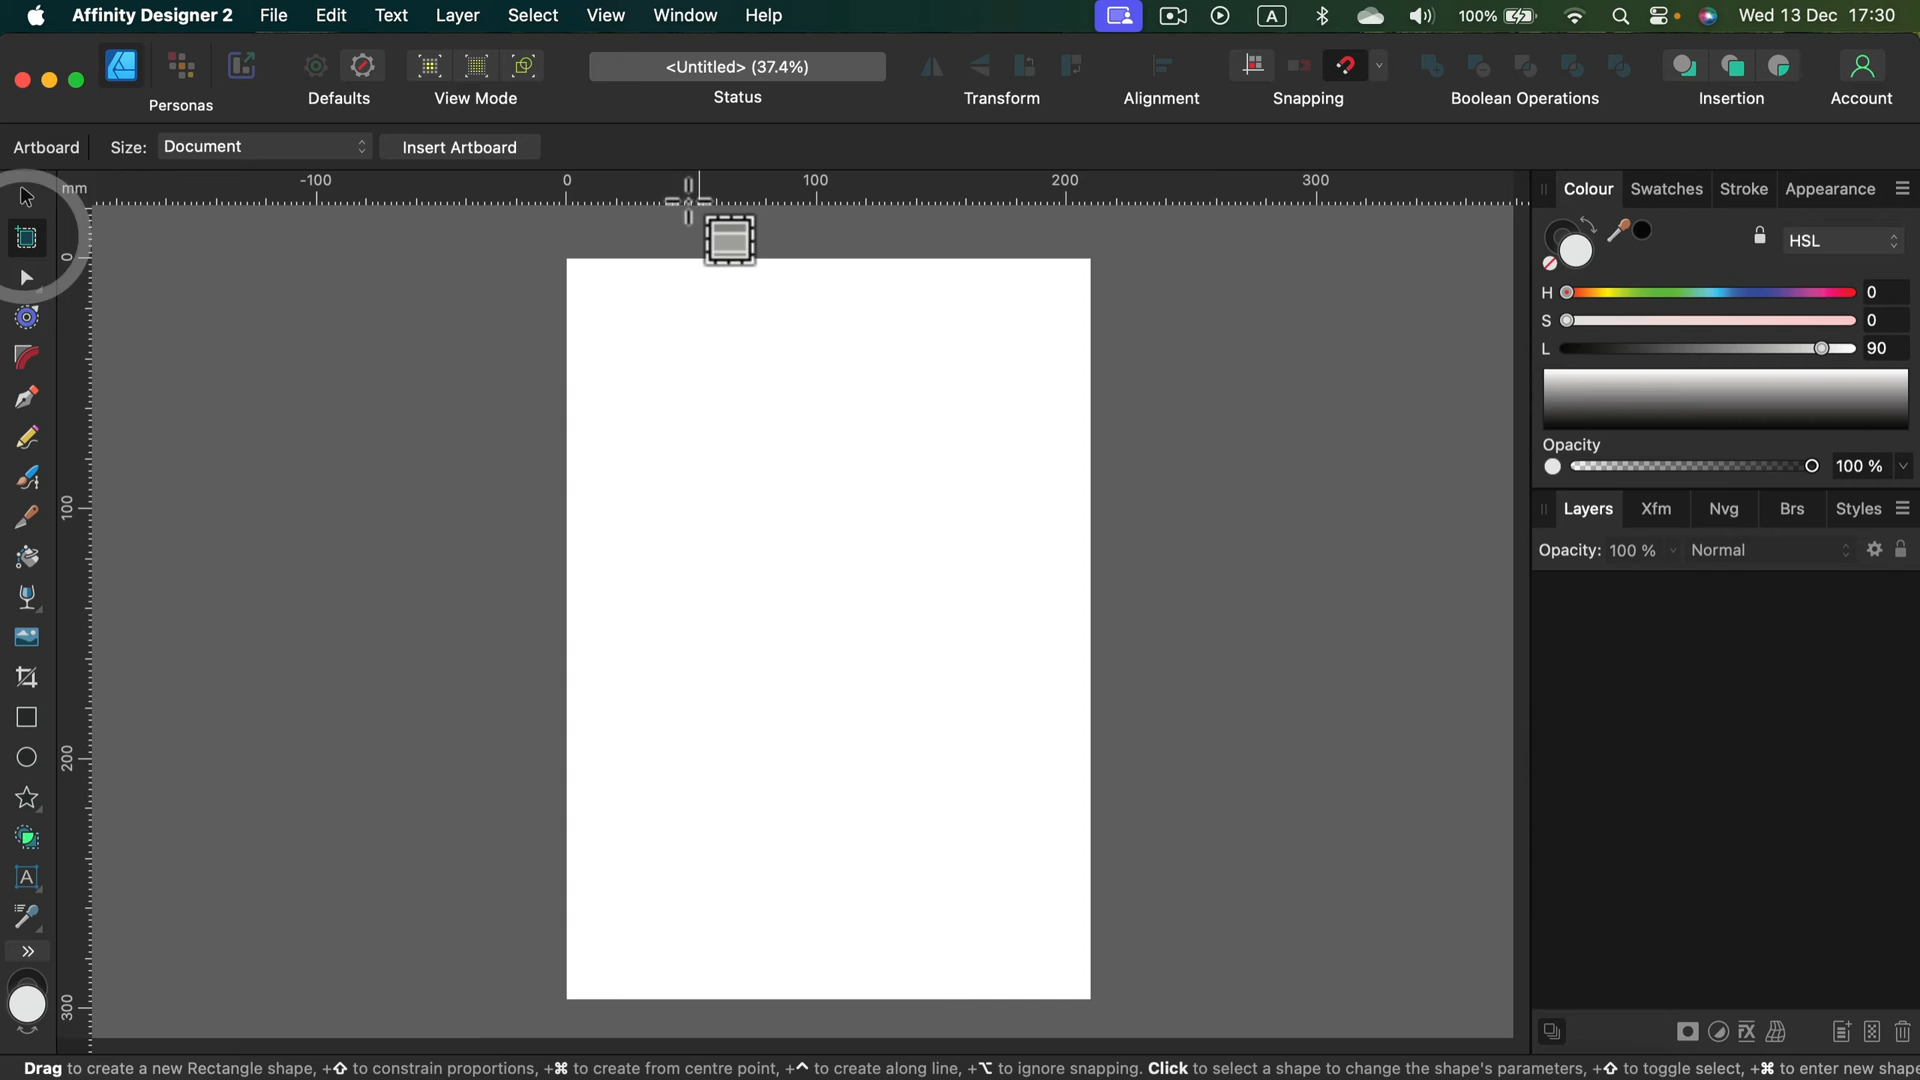 Affinity Designer 2 File Edit Text Layer Select View Window Help A 100% Wed 13 Dec 17:30
<Untitled> (37.4%)
Personas Defaults View Mode Status Transform Alignment Snapping Boolean Operations Insertion Account
Artboard Size: Document Insert Artboard
mm -100 0 100 200 300
0
100
200
300
A
Colour Swatches Stroke Appearance
HSL
H 0
S 0
L 90
Opacity
100 %
Layers Xfm Nvg Brs Styles
Opacity: 100 % Normal
FX
Drag to create a new Rectangle shape, +⇧ to constrain proportions, +⌘ to create from centre point, +^ to create along line, +⌥ to ignore snapping. Click to select a shape to change the shape's parameters, +⇧ to toggle select, +⌘ to enter new shape